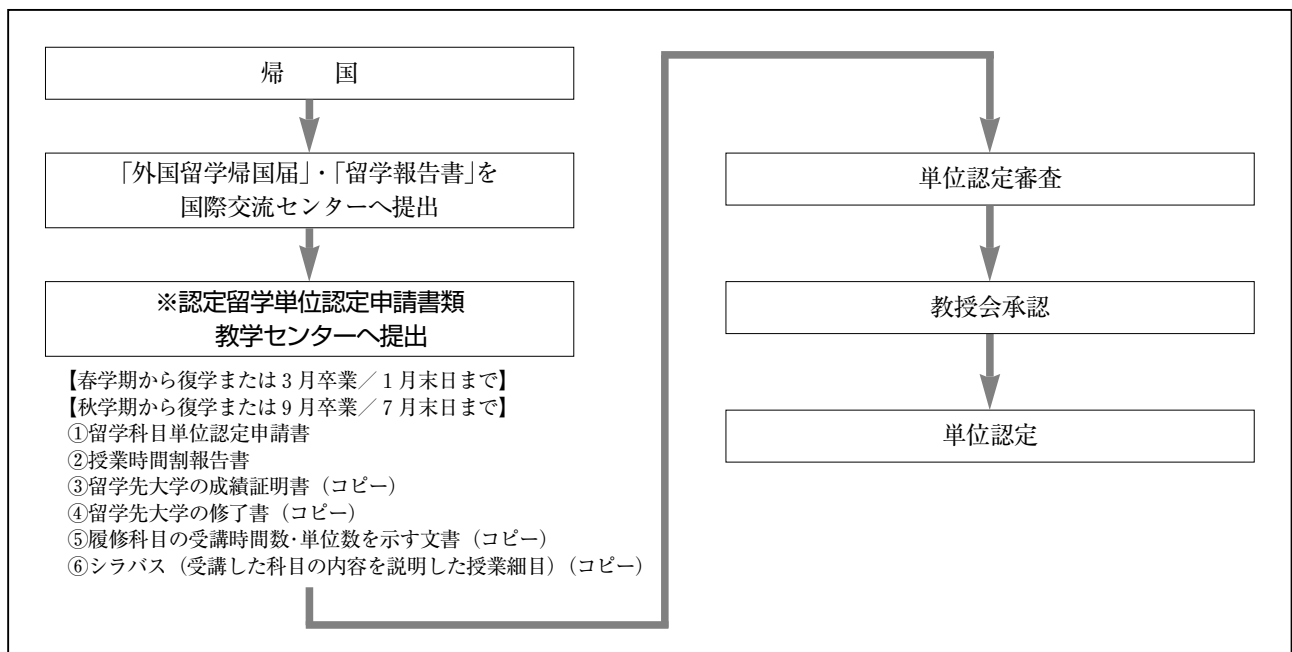 帰　国
「外国留学帰国届」・「留学報告書」を
国際交流センターへ提出
※認定留学単位認定申請書類
教学センターへ提出
【春学期から復学または3月卒業／1月末日まで】
【秋学期から復学または9月卒業／7月末日まで】
①留学科目単位認定申請書
②授業時間割報告書
③留学先大学の成績証明書（コピー）
④留学先大学の修了書（コピー）
⑤履修科目の受講時間数・単位数を示す文書（コピー）
⑥シラバス（受講した科目の内容を説明した授業細目）（コピー）
単位認定審査
教授会承認
単位認定